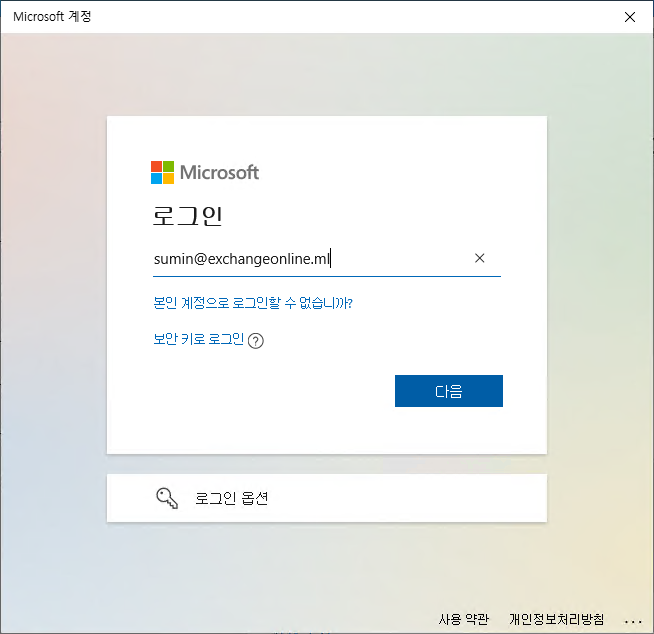 Microsoft 계정
Microsoft
로그인
sumin@exchangeonline.ml
본인 계정으로 로그인할 수 없습니까?
보안 키로 로그인 ?
다음
로그인 옵션
사용 약관 개인정보처리방침 ...